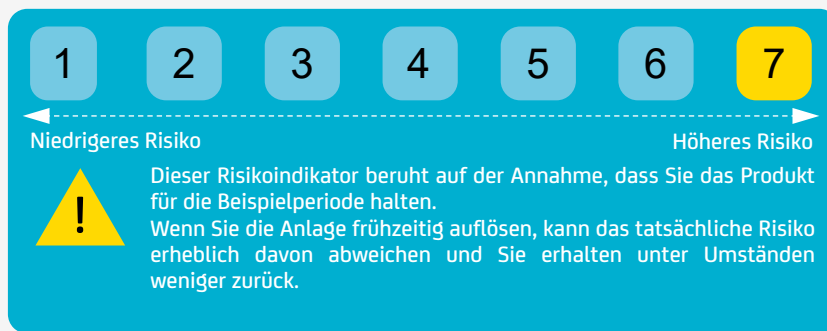 1 2 3 4 5 6 7
Niedrigeres Risiko Höheres Risiko
Dieser Risikoindikator beruht auf der Annahme, dass Sie das Produkt
für die Beispielperiode halten.
! Wenn Sie die Anlage frühzeitig auflösen, kann das tatsächliche Risiko
erheblich davon abweichen und Sie erhalten unter Umständen
weniger zurück.